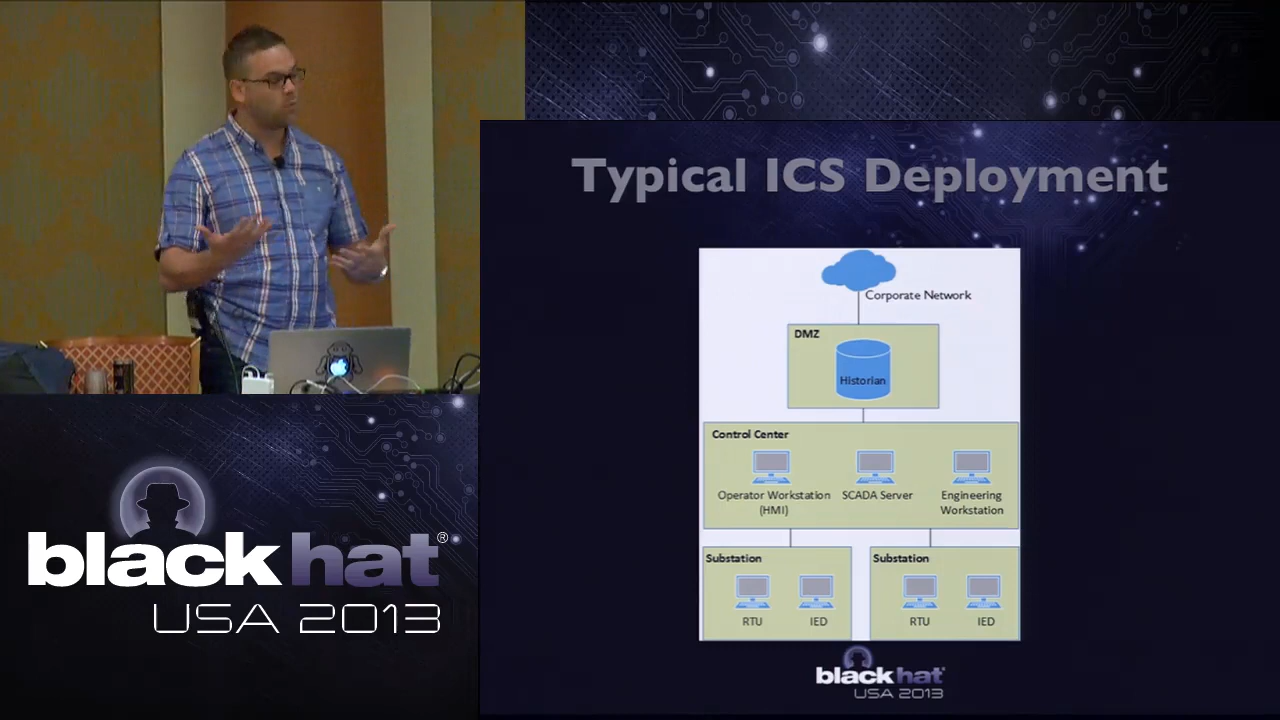 Typical ICS Deployment
Corporate Network
DMZ
Historian
Control Center
Operator Workstation
(HMI)
SCADA Server
Engineering
Workstation
Substation
RTU
IED
Substation
RTU
IED
black hat®
USA 2013
black hat®
USA 2013